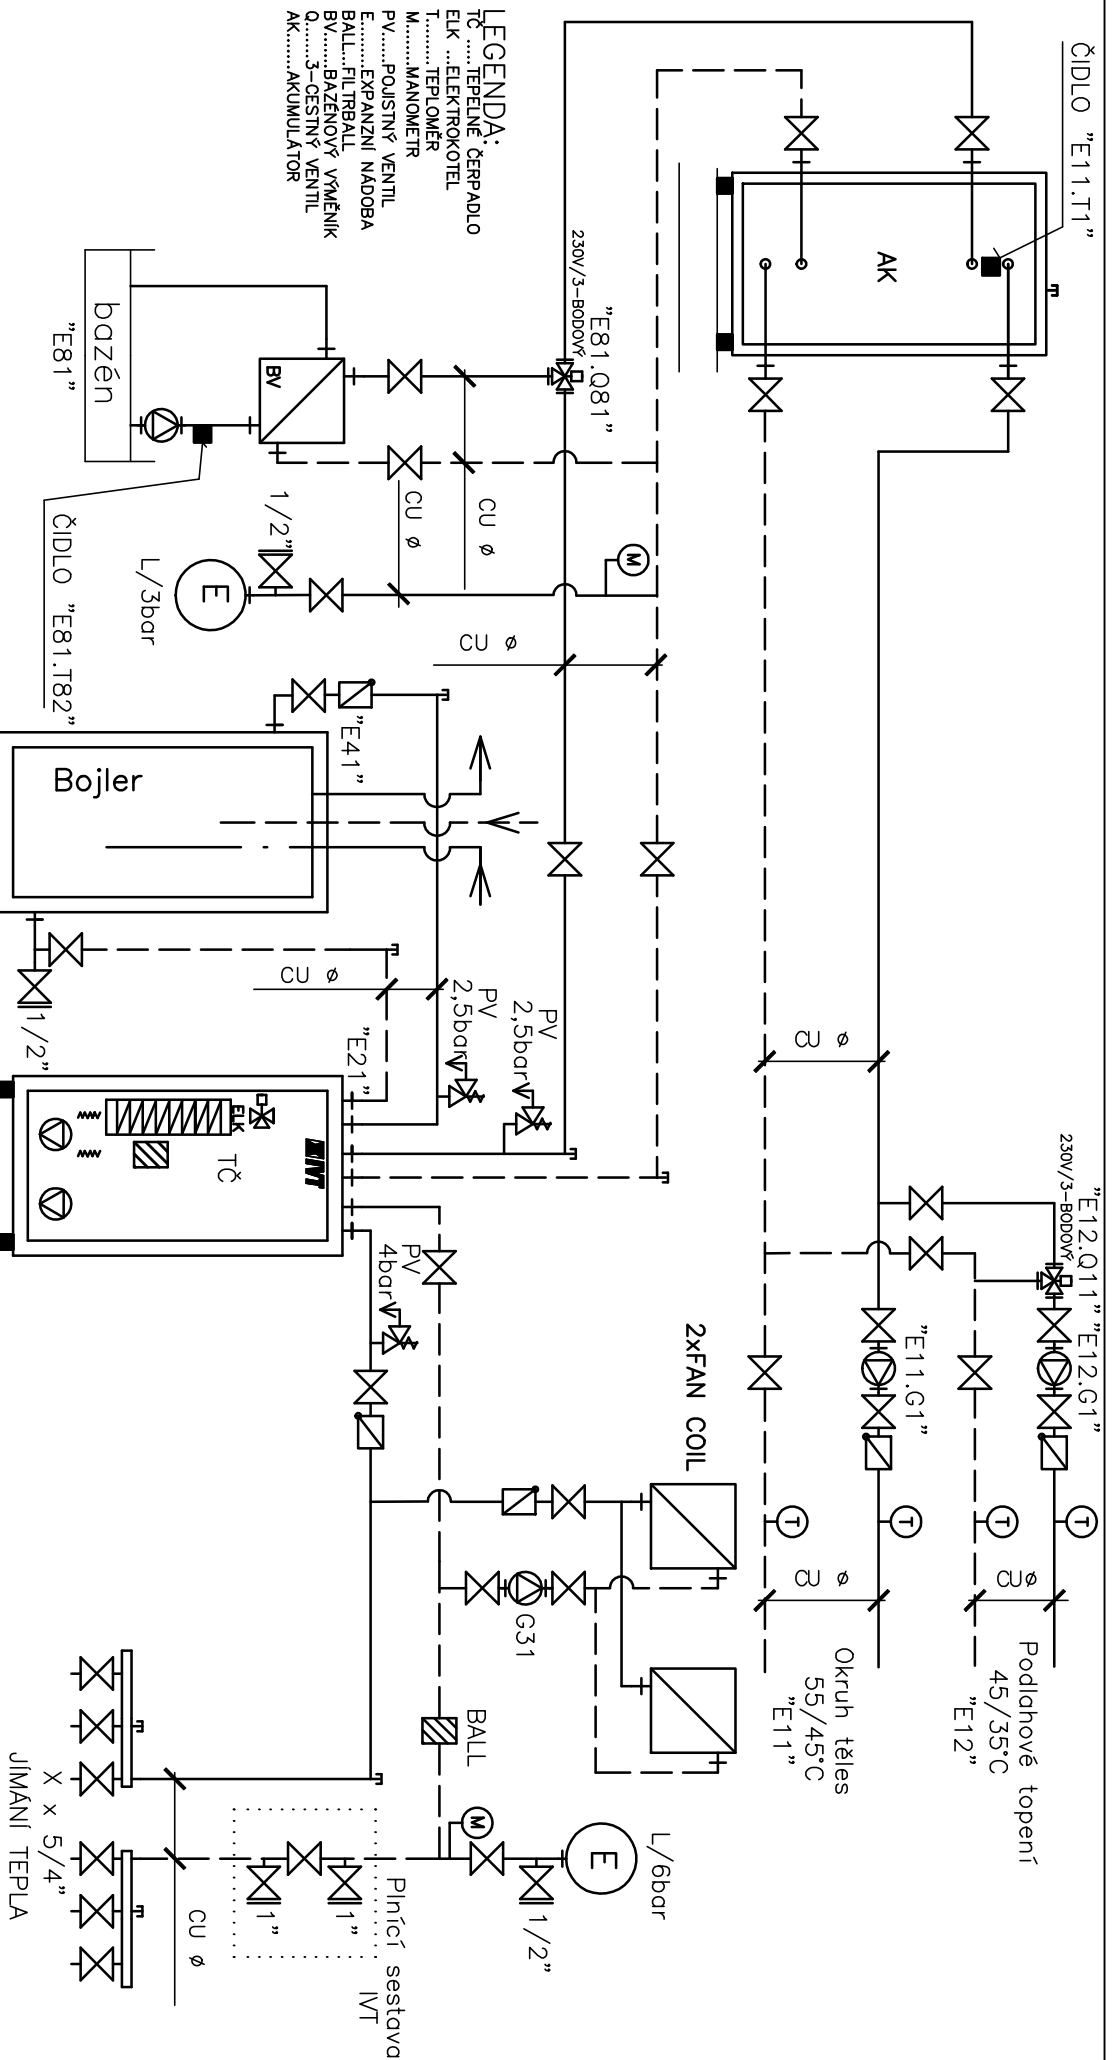 ČIDLO "E11.T1"
AK
LEGENDA:
TČ .....TEPELNÉ ČERPADLO
ELK ...ELEKTROKOTEL
T.........TEPLOMĚR
M.........MANOMETR
PV.....POJISTNÝ VENTIL
E........EXPANZNÍ NÁDOBA
BALL...FILTRBALL
BV.......BAZÉNOVÝ VÝMĚNÍK
Q.......3-CESTNÝ VENTIL
AK........AKUMULÁTOR
"E81.Q81"
230V/3-BODOVÝ
BV
bazén
"E81"
ČIDLO "E81.T82"
CU ø
CU ø
1/2"
E
L/3bar
M
CU ø
"E41"
Bojler
1/2"
CU ø
PV
2,5bar
PV
2,5bar
"E21"
ELK
TČ
IVT
PV
4bar
CU ø
"E12.Q11"
230V/3-BODOVÝ
"E12.G1"
"E11.G1"
2xFAN COIL
T
T
T
T
CU ø
CU ø
Podlahové topení
45/35°C
"E12"
Okruh těles
55/45°C
"E11"
G31
BALL
M
E
L/6bar
1/2"
Plnící sestava
IVT
1"
1"
CU ø
X x 5/4"
JÍMÁNÍ TEPLA